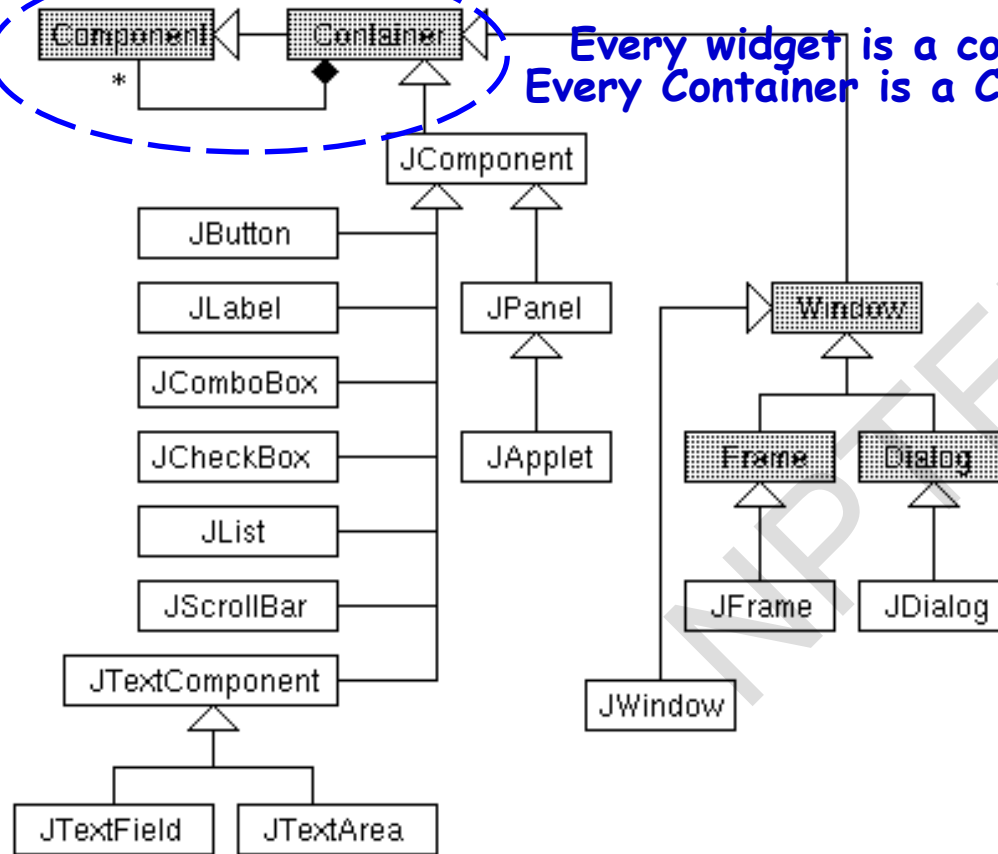 Component
Container
Every widget is a co
Every Container is a C
*
JComponent
JButton
JLabel
JPanel
Window
JComboBox
JCheckBox
JApplet
Frame
Dialog
JList
JScrollBar
JFrame
JDialog
JTextComponent
JWindow
JTextField
JTextArea
NPTE